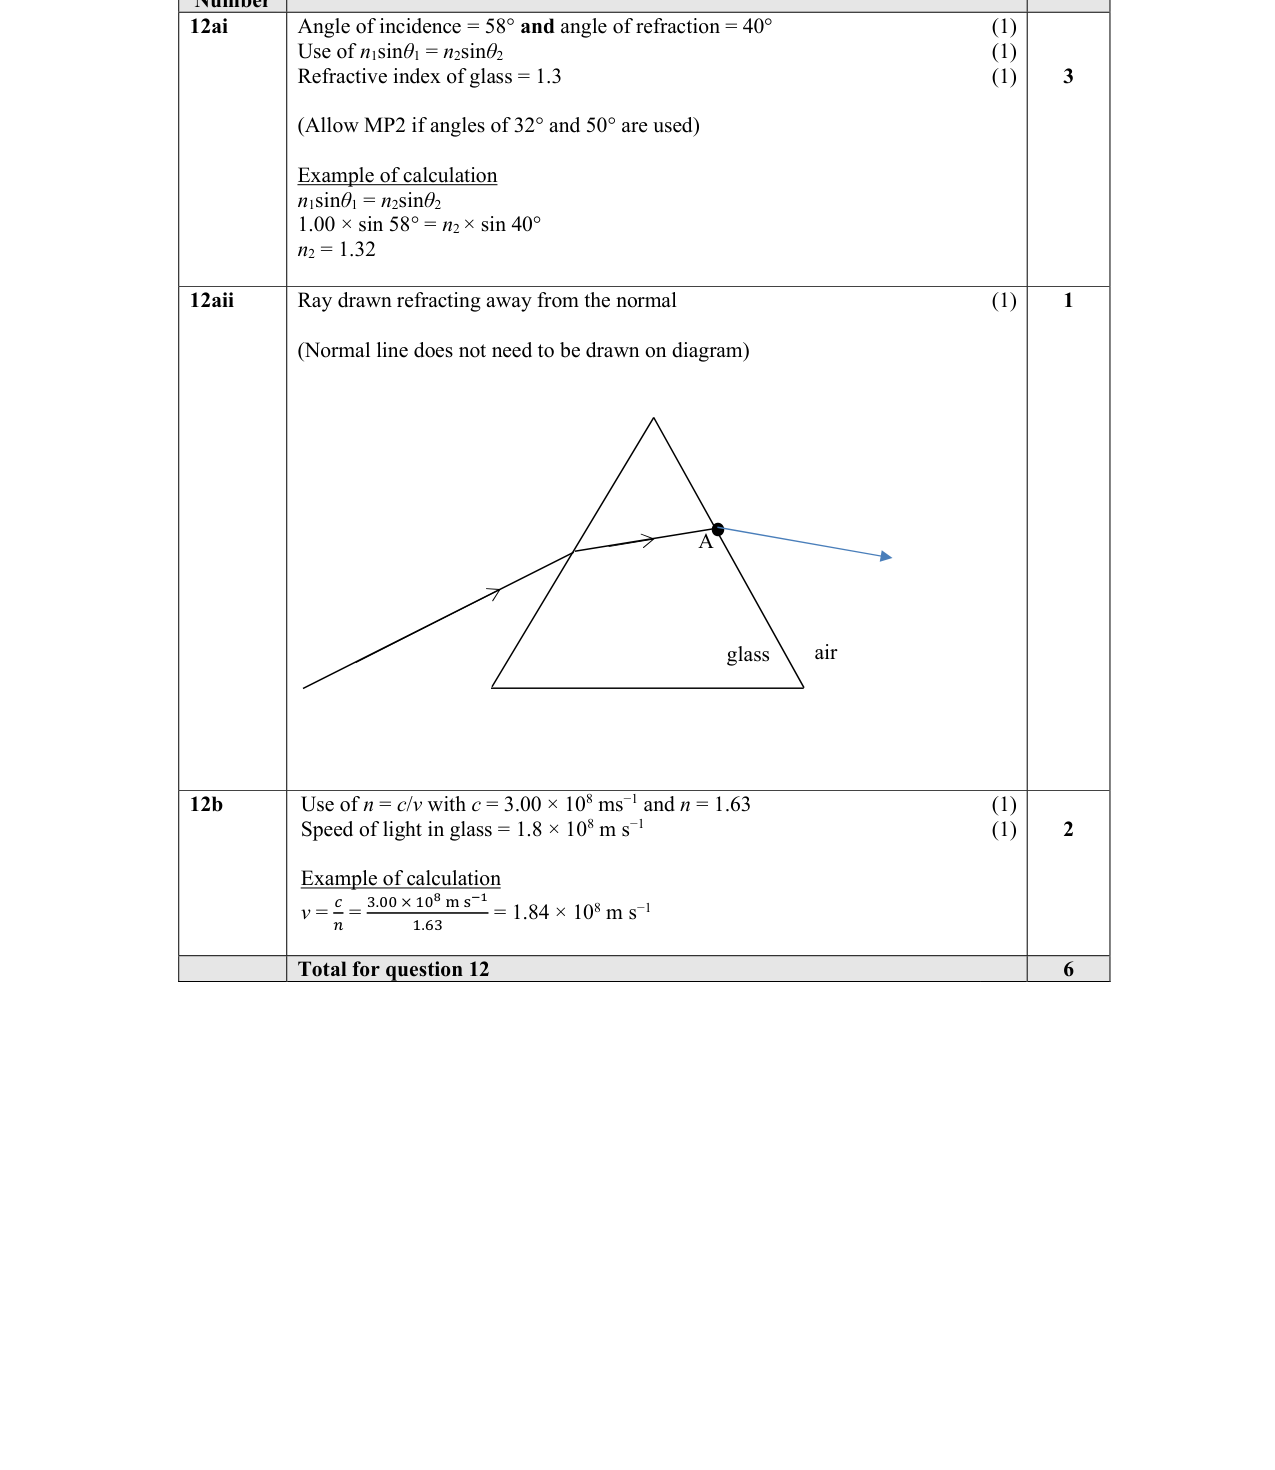 Number
12ai Angle of incidence = 58° and angle of refraction = 40° (1)
Use of n₁sinθ₁ = n₂sinθ₂ (1)
Refractive index of glass = 1.3 (1) 3
(Allow MP2 if angles of 32° and 50° are used)
Example of calculation
n₁sinθ₁ = n₂sinθ₂
1.00 × sin 58° = n₂ × sin 40°
n₂ = 1.32
12aii Ray drawn refracting away from the normal (1) 1
(Normal line does not need to be drawn on diagram)
A
glass air
12b Use of n = c/v with c = 3.00 × 10⁸ ms⁻¹ and n = 1.63 (1)
Speed of light in glass = 1.8 × 10⁸ m s⁻¹ (1) 2
Example of calculation
v = c/n = 3.00 × 10⁸ m s⁻¹/1.63 = 1.84 × 10⁸ m s⁻¹
Total for question 12 6